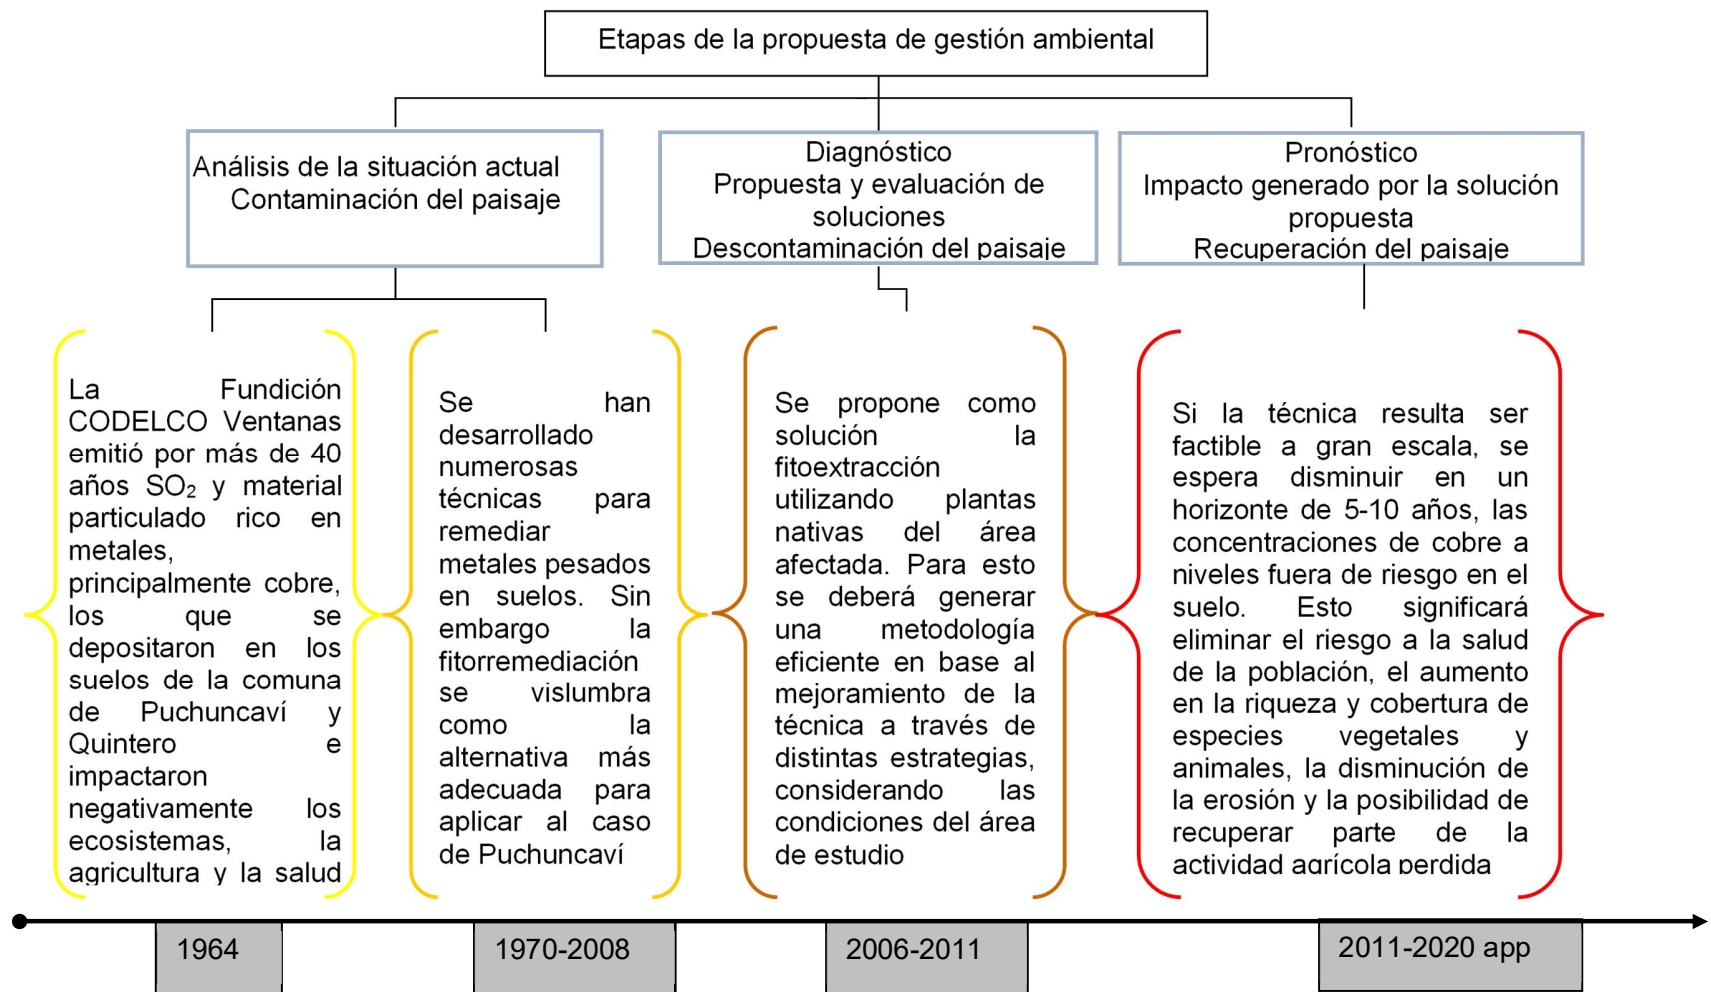 Etapas de la propuesta de gestión ambiental
Análisis de la situación actual
Contaminación del paisaje
Diagnóstico
Propuesta y evaluación de
soluciones
Descontaminación del paisaje
Pronóstico
Impacto generado por la solución
propuesta
Recuperación del paisaje
La Fundición
CODELCO Ventanas
emitió por más de 40
años SO₂ y material
particulado rico en
metales,
principalmente cobre,
los que se
depositaron en los
suelos de la comuna
de Puchuncaví y
Quintero e
impactaron
negativamente los
ecosistemas, la
agricultura y la salud
Se han
desarrollado
numerosas
técnicas para
remediar
metales pesados
en suelos. Sin
embargo la
fitorremediación
se vislumbra
como la
alternativa más
adecuada para
aplicar al caso
de Puchuncaví
Se propone como
solución la
fitoextracción
utilizando plantas
nativas del área
afectada. Para esto
se deberá generar
una metodología
eficiente en base al
mejoramiento de la
técnica a través de
distintas estrategias,
considerando las
condiciones del área
de estudio
Si la técnica resulta ser
factible a gran escala, se
espera disminuir en un
horizonte de 5-10 años, las
concentraciones de cobre a
niveles fuera de riesgo en el
suelo. Esto significará
eliminar el riesgo a la salud
de la población, el aumento
en la riqueza y cobertura de
especies vegetales y
animales, la disminución de
la erosión y la posibilidad de
recuperar parte de la
actividad agrícola perdida
1964
1970-2008
2006-2011
2011-2020 app